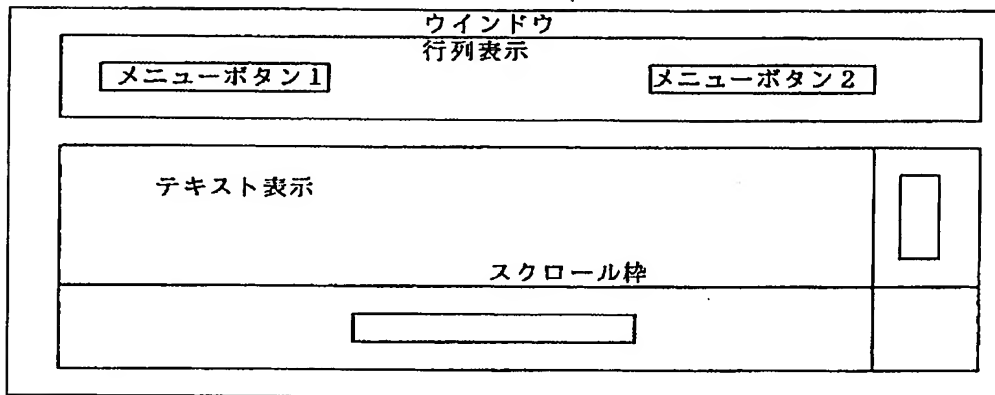 ウインドウ
行列表示
メニューボタン1
メニューボタン2
テキスト表示
スクロール枠